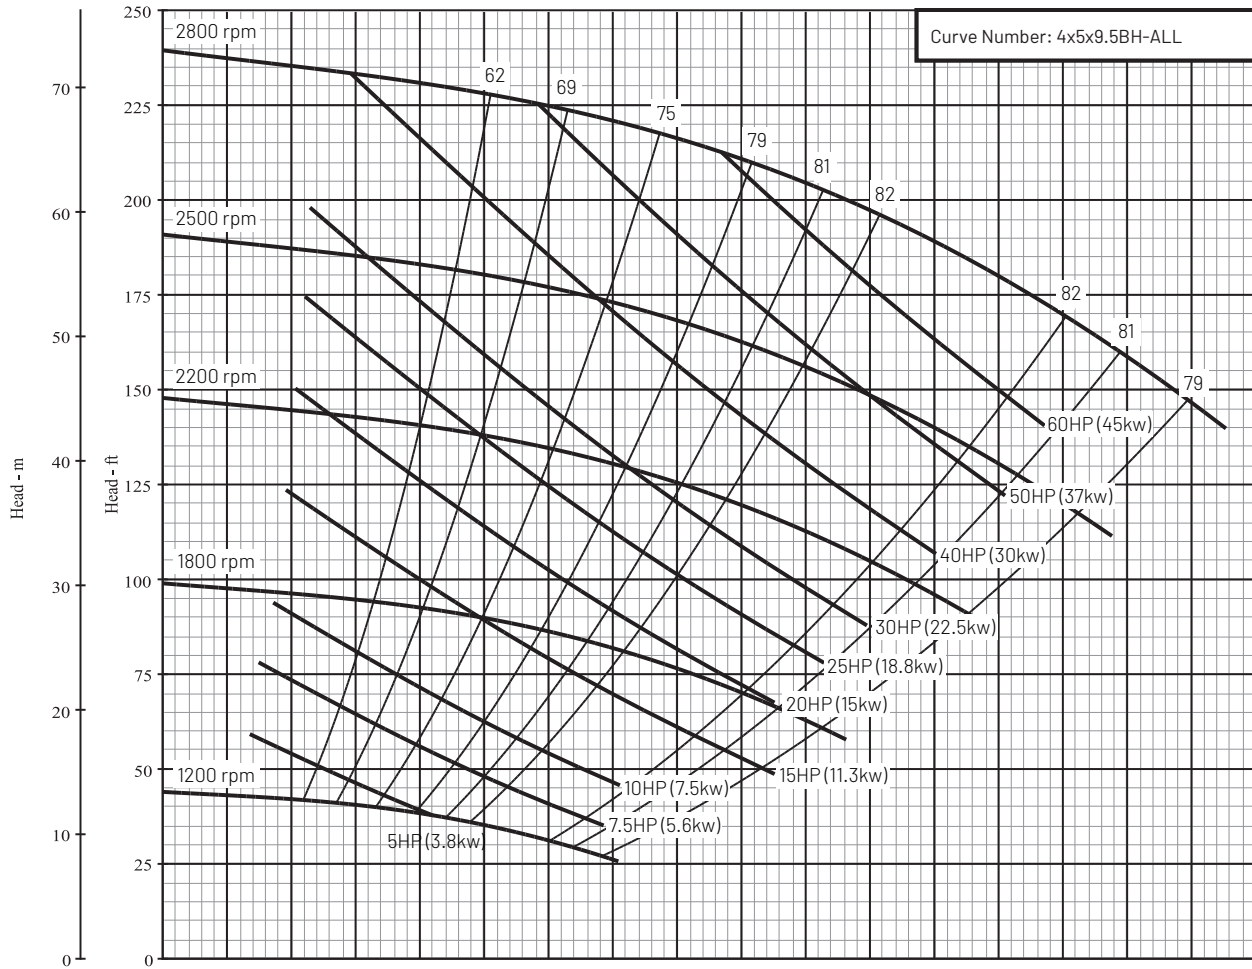 Curve Number: 4x5x9.5BH-ALL
250
2800 rpm
62
69
70
75
225
79
81
82
60
200
2500 rpm
175
82
81
50
79
150
2200 rpm
60HP (45kw)
40
125
50HP (37kw)
Head - m
Head - ft
40HP (30kw)
30
100
1800 rpm
30HP (22.5kw)
25HP (18.8kw)
75
20
20HP (15kw)
15HP (11.3kw)
50
1200 rpm
10HP (7.5kw)
7.5HP (5.6kw)
10
5HP (3.8kw)
25
0
0